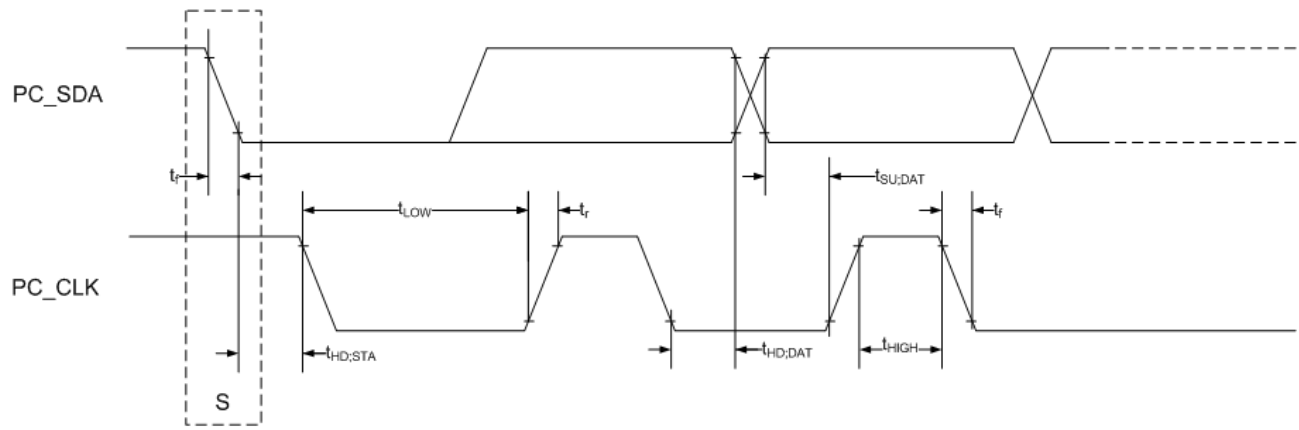 PC_SDA
tf
tSU;DAT
tLOW
tr
tf
PC_CLK
tHD;STA
tHD;DAT
tHIGH
S